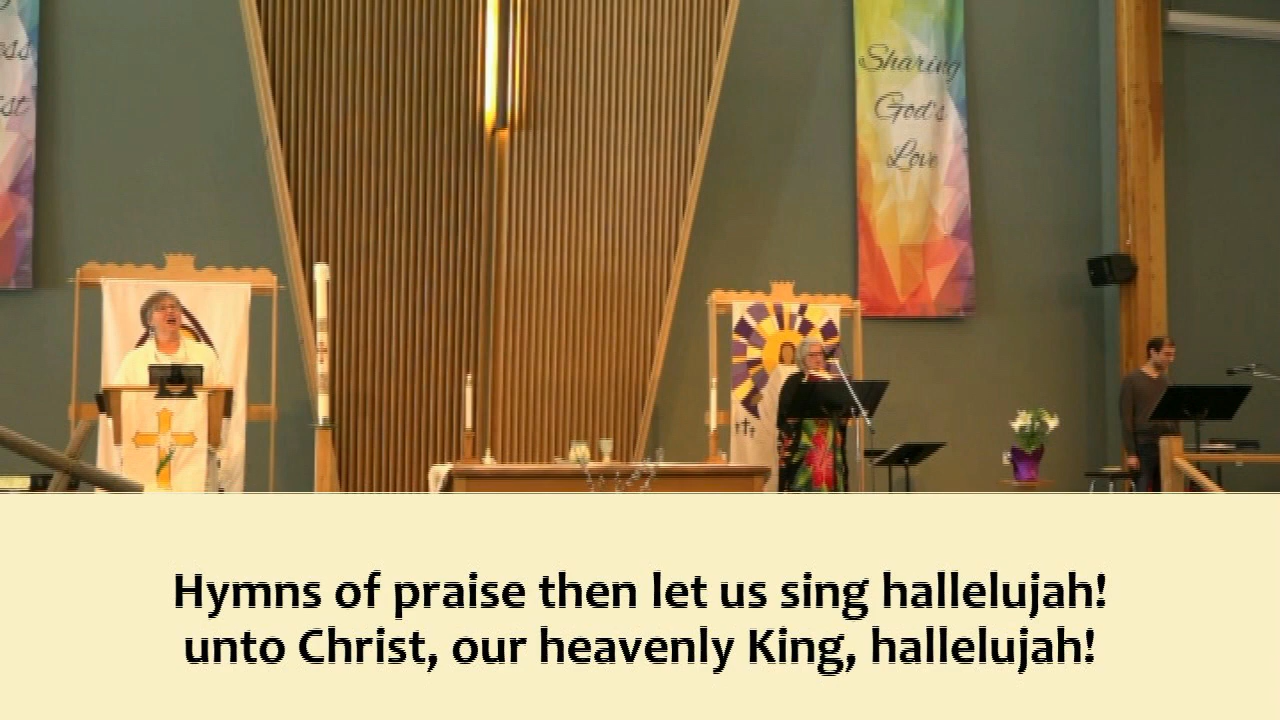 Sharing
God's
Love
Hymns of praise then let us sing hallelujah!
unto Christ, our heavenly King, hallelujah!